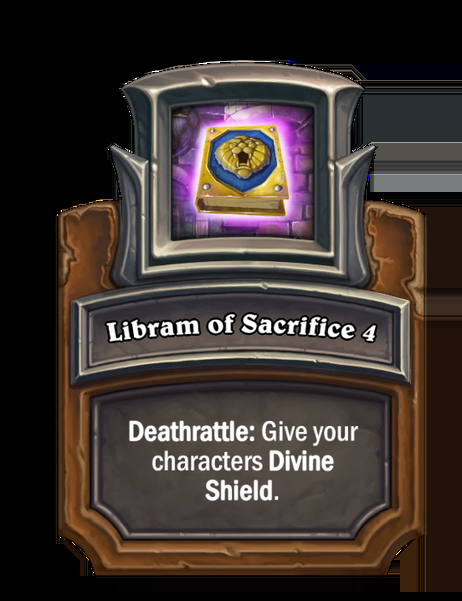 Libram of Sacrifice 4
Deathrattle: Give your
characters Divine
Shield.